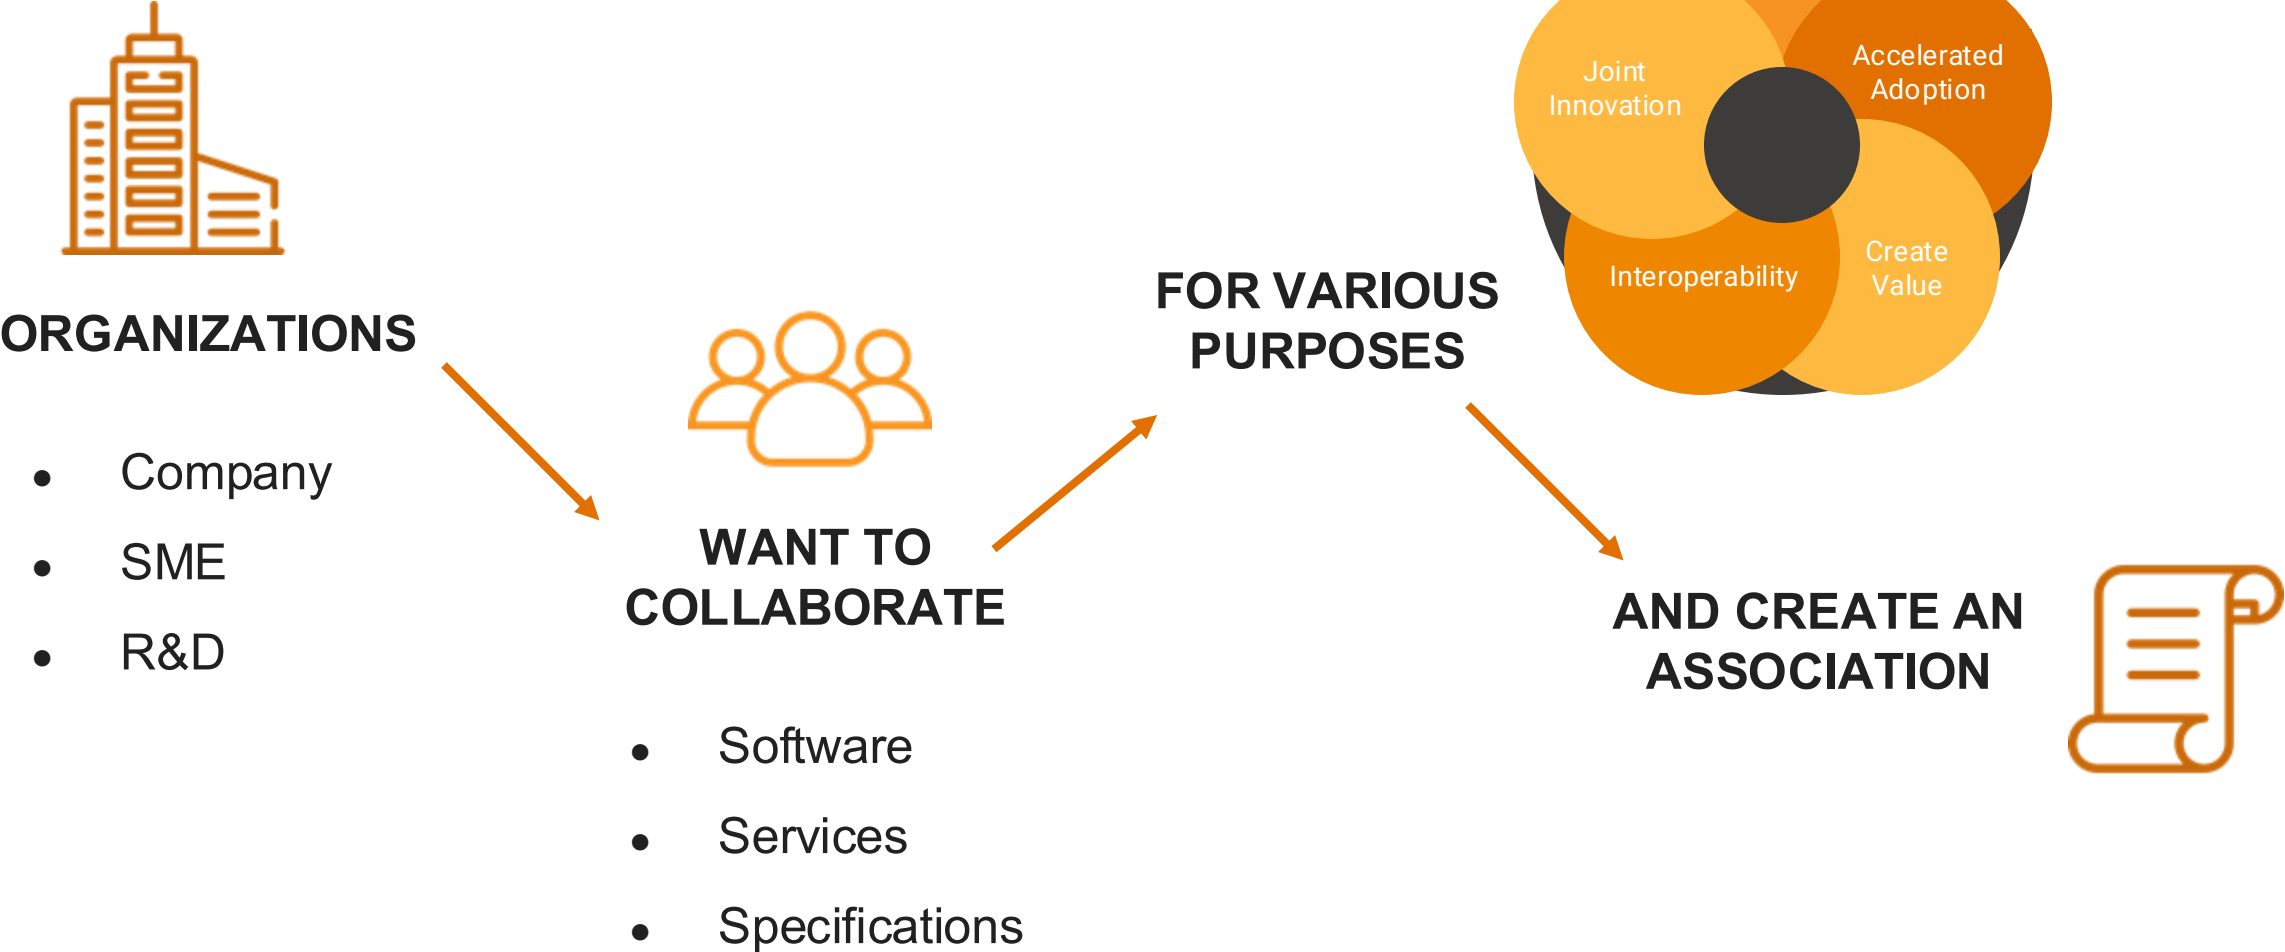 ORGANIZATIONS
● Company
● SME
● R&D
WANT TO
COLLABORATE
● Software
● Services
● Specifications
FOR VARIOUS
PURPOSES
Joint
Innovation
Accelerated
Adoption
Interoperability
Create
Value
AND CREATE AN
ASSOCIATION